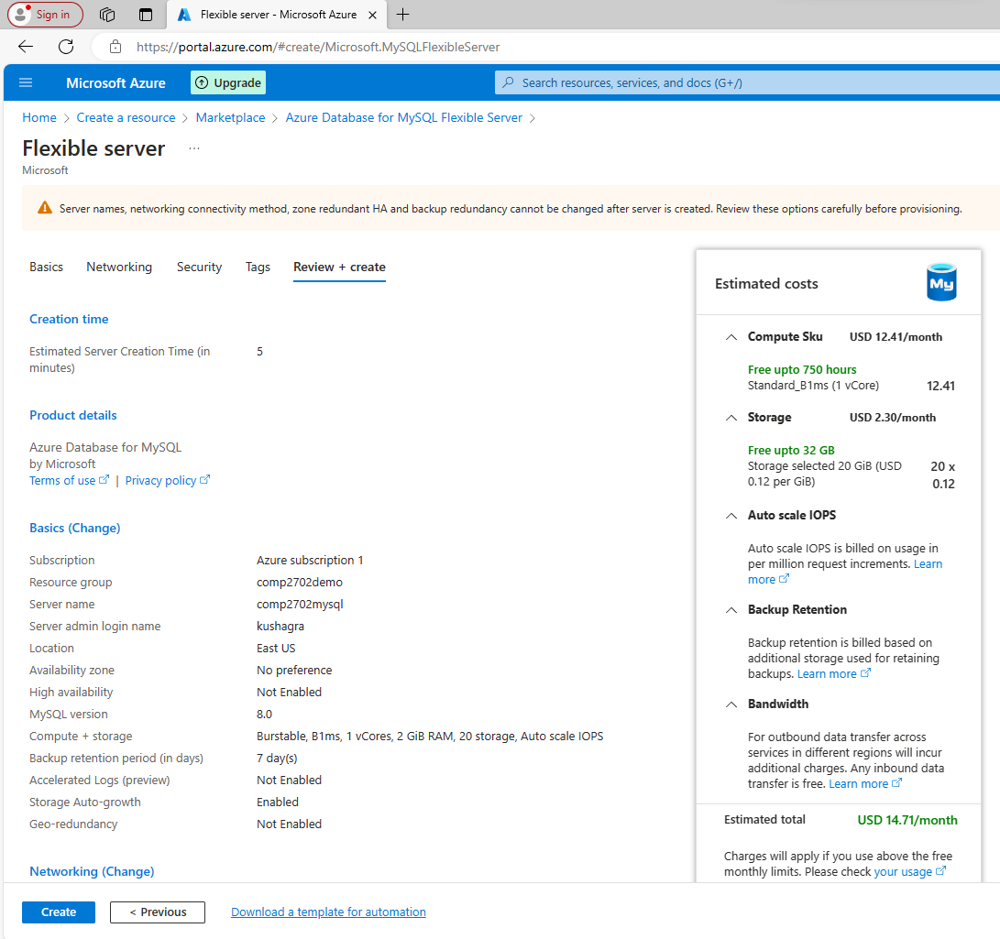 Sign in
Flexible server - Microsoft Azure
https://portal.azure.com/#create/Microsoft.MySQLFlexibleServer
Microsoft Azure
Upgrade
Search resources, services, and docs (G+/)
Home > Create a resource > Marketplace > Azure Database for MySQL Flexible Server >
Flexible server ...
Microsoft
Server names, networking connectivity method, zone redundant HA and backup redundancy cannot be changed after server is created. Review these options carefully before provisioning.
Basics Networking Security Tags Review + create
Creation time
Estimated Server Creation Time (in
minutes)
5
Product details
Azure Database for MySQL
by Microsoft
Terms of use | Privacy policy
Basics (Change)
Subscription Azure subscription 1
Resource group comp2702demo
Server name comp2702mysql
Server admin login name kushagra
Location East US
Availability zone No preference
High availability Not Enabled
MySQL version 8.0
Compute + storage Burstable, B1ms, 1 vCores, 2 GiB RAM, 20 storage, Auto scale IOPS
Backup retention period (in days) 7 day(s)
Accelerated Logs (preview) Not Enabled
Storage Auto-growth Enabled
Geo-redundancy Not Enabled
Networking (Change)
Estimated costs
My
Compute Sku USD 12.41/month
Free upto 750 hours
Standard_B1ms (1 vCore) 12.41
Storage USD 2.30/month
Free upto 32 GB
Storage selected 20 GiB (USD 20 x
0.12 per GiB) 0.12
Auto scale IOPS
Auto scale IOPS is billed on usage in
per million request increments. Learn
more
Backup Retention
Backup retention is billed based on
additional storage used for retaining
backups. Learn more
Bandwidth
For outbound data transfer across
services in different regions will incur
additional charges. Any inbound data
transfer is free. Learn more
Estimated total USD 14.71/month
Charges will apply if you use above the free
monthly limits. Please check your usage
Create
< Previous
Download a template for automation